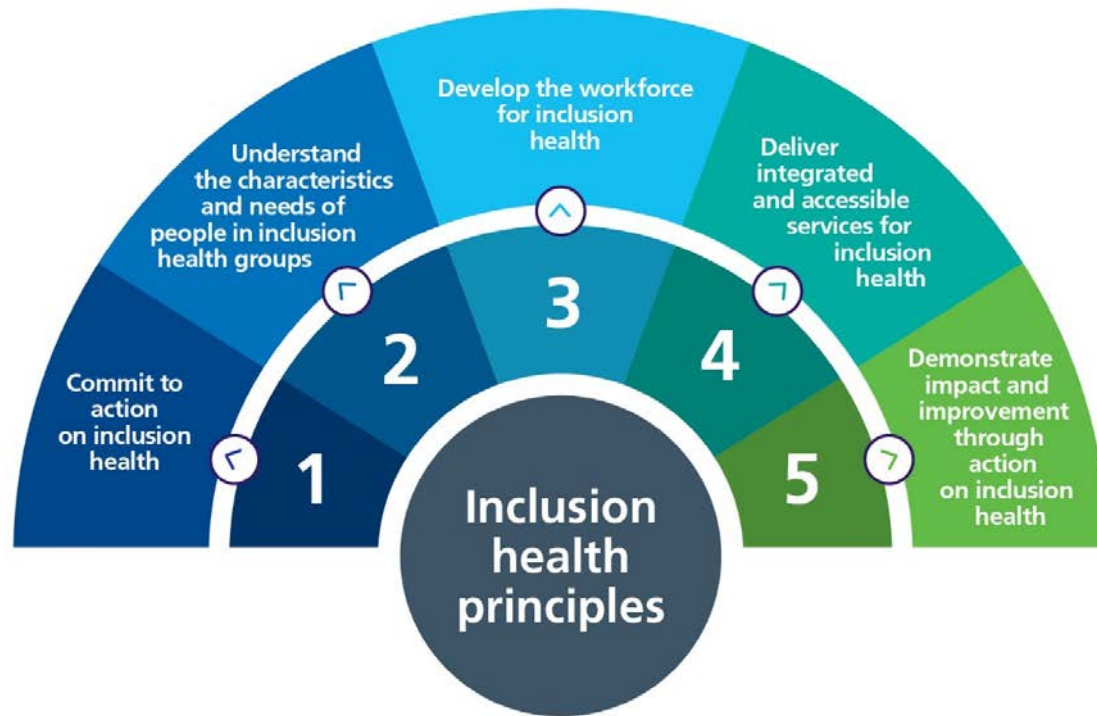 Inclusion
health
principles
1
Commit to
action
on inclusion
health
2
Understand
the characteristics
and needs of
people in inclusion
health groups
3
Develop the workforce
for inclusion
health
4
Deliver
integrated
and accessible
services for
inclusion
health
5
Demonstrate
impact and
improvement
through
action
on inclusion
health